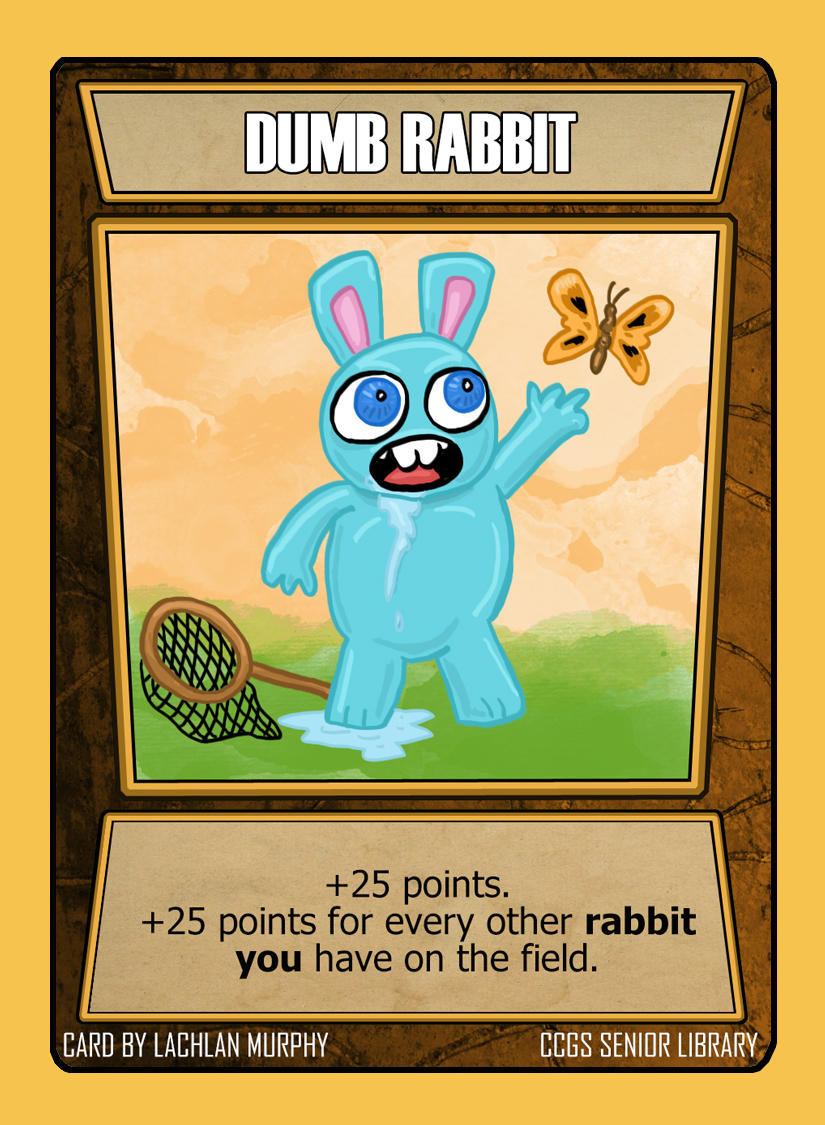 DUMB RABBIT
+25 points.
+25 points for every other rabbit
you have on the field.
CARD BY LACHLAN MURPHY
CCGS SENIOR LIBRARY